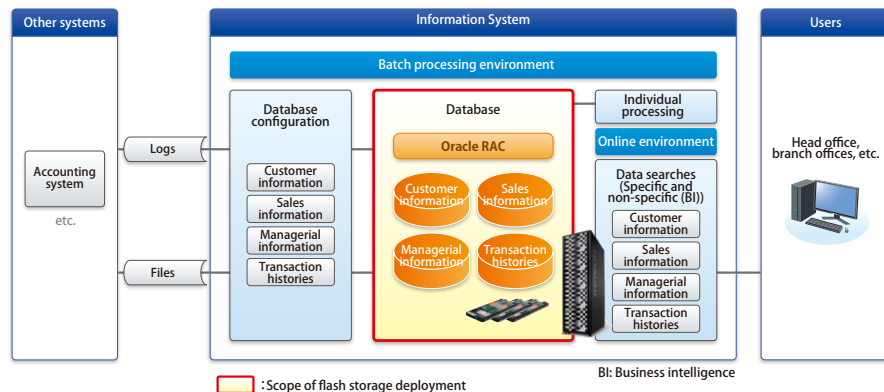 Other systems
Information System
Users
Batch processing environment
Database
configuration
Database
Individual
processing
Logs
Oracle RAC
Online environment
Accounting
system
etc.
Customer
information
Sales
information
Managerial
information
Transaction
histories
Customer
information
Sales
information
Managerial
information
Transaction
histories
Data searches
(Specific and
non-specific (BI))
Customer
information
Sales
information
Managerial
information
Transaction
histories
Head office,
branch offices, etc.
Files
BI: Business intelligence
: Scope of flash storage deployment